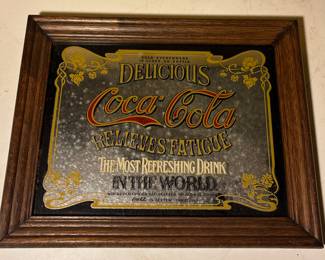 DELICIOUS
Coca-Cola
RELIEVES FATIGUE
THE MOST REFRESHING DRINK
IN THE WORLD